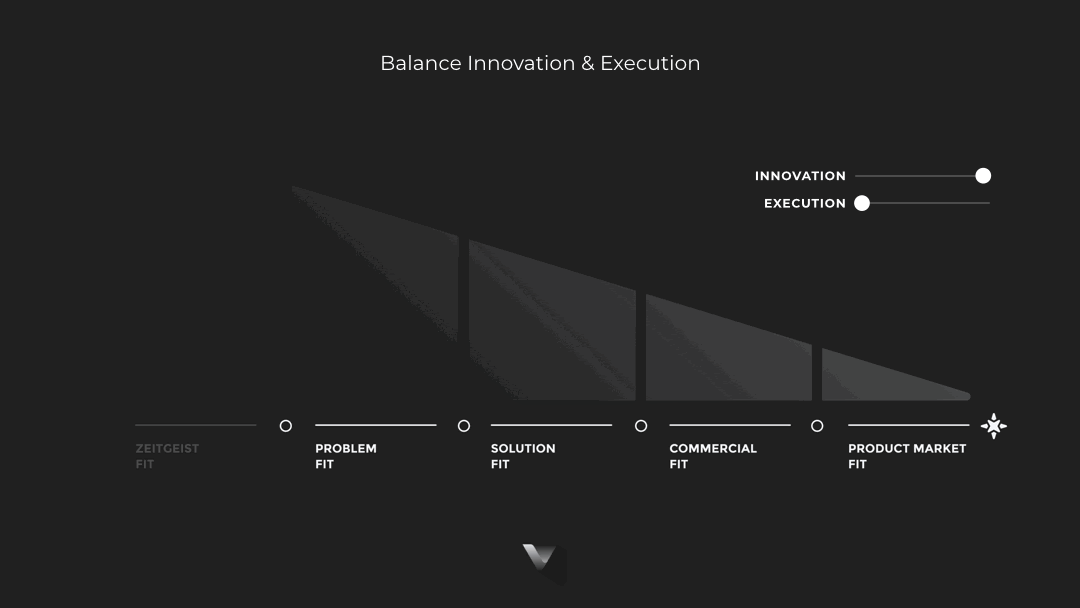 Balance Innovation & Execution
INNOVATION
EXECUTION
ZEITGEIST
FIT
PROBLEM
FIT
SOLUTION
FIT
COMMERCIAL
FIT
PRODUCT MARKET
FIT